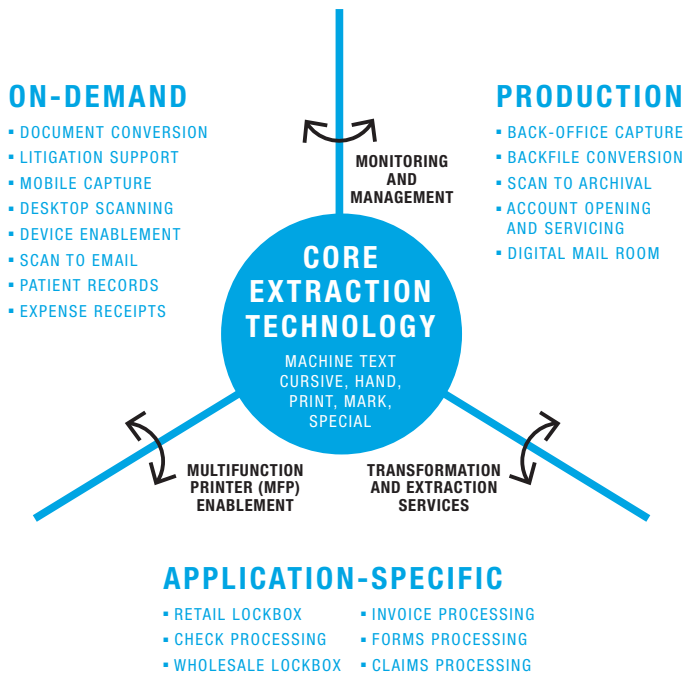 ON-DEMAND
▪ DOCUMENT CONVERSION
▪ LITIGATION SUPPORT
▪ MOBILE CAPTURE
▪ DESKTOP SCANNING
▪ DEVICE ENABLEMENT
▪ SCAN TO EMAIL
▪ PATIENT RECORDS
▪ EXPENSE RECEIPTS
MONITORING
AND
MANAGEMENT
PRODUCTION
▪ BACK-OFFICE CAPTURE
▪ BACKFILE CONVERSION
▪ SCAN TO ARCHIVAL
▪ ACCOUNT OPENING
AND SERVICING
▪ DIGITAL MAIL ROOM
CORE
EXTRACTION
TECHNOLOGY
MACHINE TEXT
CURSIVE, HAND,
PRINT, MARK,
SPECIAL
MULTIFUNCTION
PRINTER (MFP)
ENABLEMENT
TRANSFORMATION
AND EXTRACTION
SERVICES
APPLICATION-SPECIFIC
▪ RETAIL LOCKBOX
▪ CHECK PROCESSING
▪ WHOLESALE LOCKBOX
▪ INVOICE PROCESSING
▪ FORMS PROCESSING
▪ CLAIMS PROCESSING